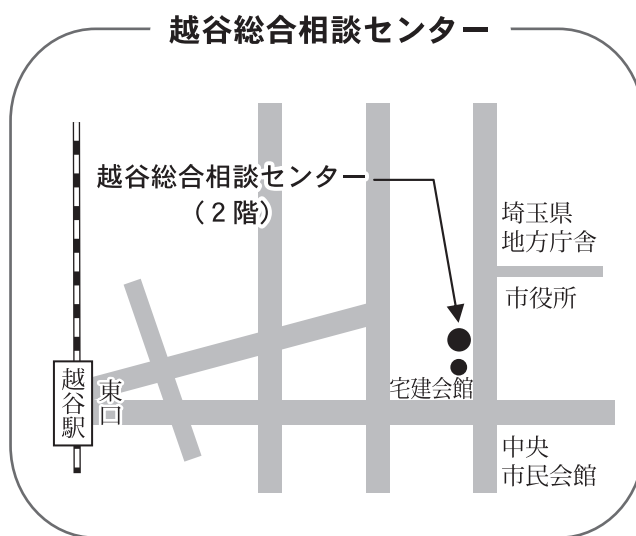 越谷総合相談センター
越谷総合相談センター
（２階）
埼玉県
地方庁舎
市役所
越谷駅
東口
宅建会館
中央
市民会館